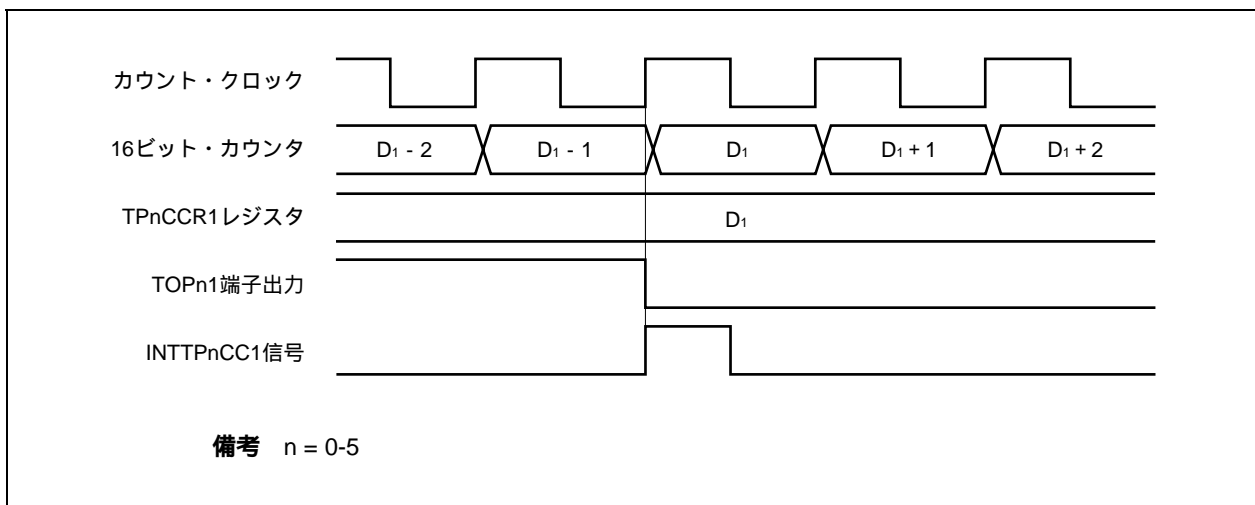 カウント・クロック
16ビット・カウンタ D₁ - 2 D₁ - 1 D₁ D₁ + 1 D₁ + 2
TPnCCR1レジスタ D₁
TOPn1端子出力
INTTPnCC1信号
備考 n = 0-5